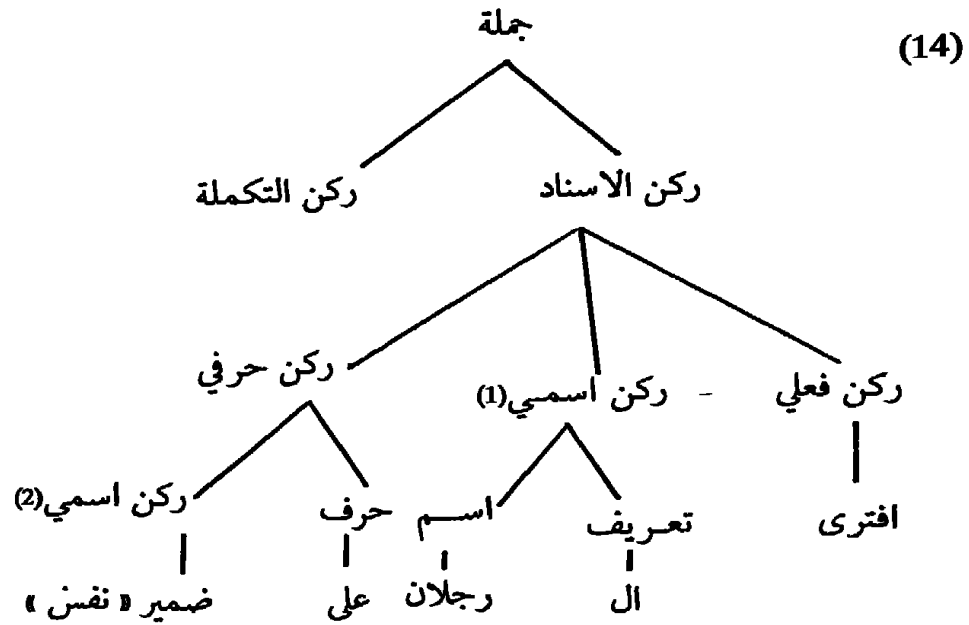 (14)
جملة
ركن الاسناد ركن التكملة
ركن فعلي - ركن اسمي(1) ركن حرفي
افترى تعريف اسم حرف ركن اسمي(2)
ال رجلان على ضمير « نفس »